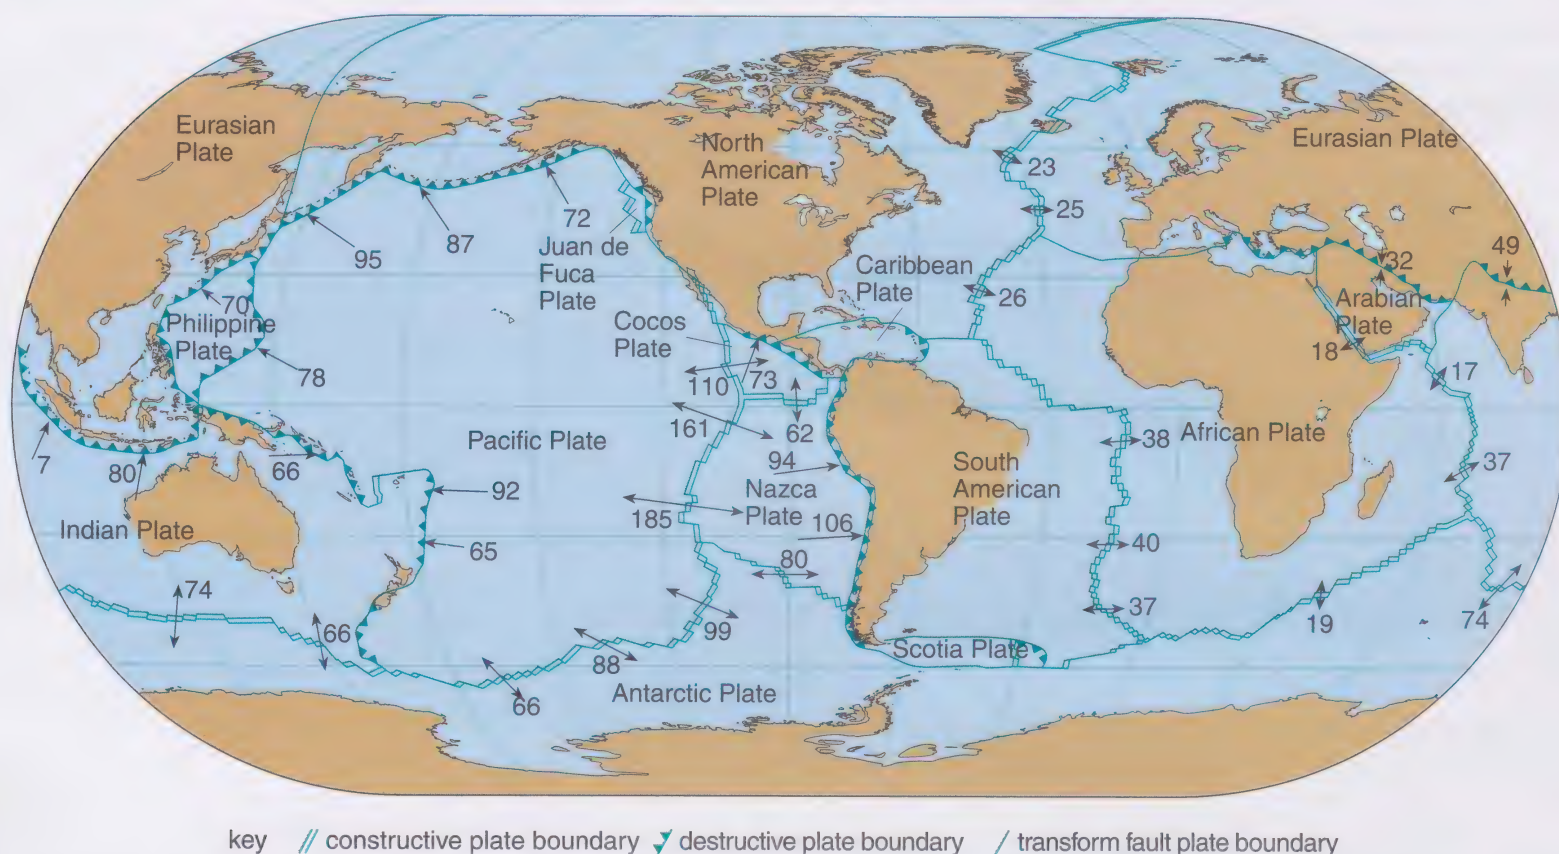 Eurasian
Plate
North
American
Plate
Eurasian Plate
23
25
26
72
87
95
Juan de
Fuca
Plate
Caribbean
Plate
32
49
Arabian
Plate
18
17
70
Philippine
Plate
78
Cocos
Plate
110
73
62
161
94
Pacific Plate
7
80
66
92
65
Indian Plate
185
Nazca
Plate
106
80
South
American
Plate
38
African Plate
37
40
37
19
74
74
66
99
88
66
Scotia Plate
Antarctic Plate
key constructive plate boundary destructive plate boundary transform fault plate boundary